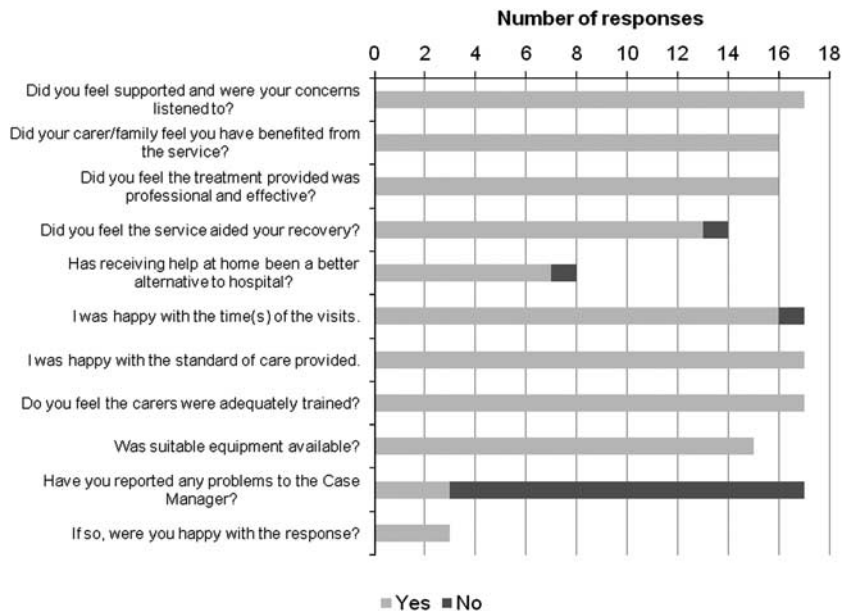 Number of responses
0 2 4 6 8 10 12 14 16 18
Did you feel supported and were your concerns
listened to?
Did your carer/family feel you have benefited from
the service?
Did you feel the treatment provided was
professional and effective?
Did you feel the service aided your recovery?
Has receiving help at home been a better
alternative to hospital?
I was happy with the time(s) of the visits.
I was happy with the standard of care provided.
Do you feel the carers were adequately trained?
Was suitable equipment available?
Have you reported any problems to the Case
Manager?
If so, were you happy with the response?
Yes No